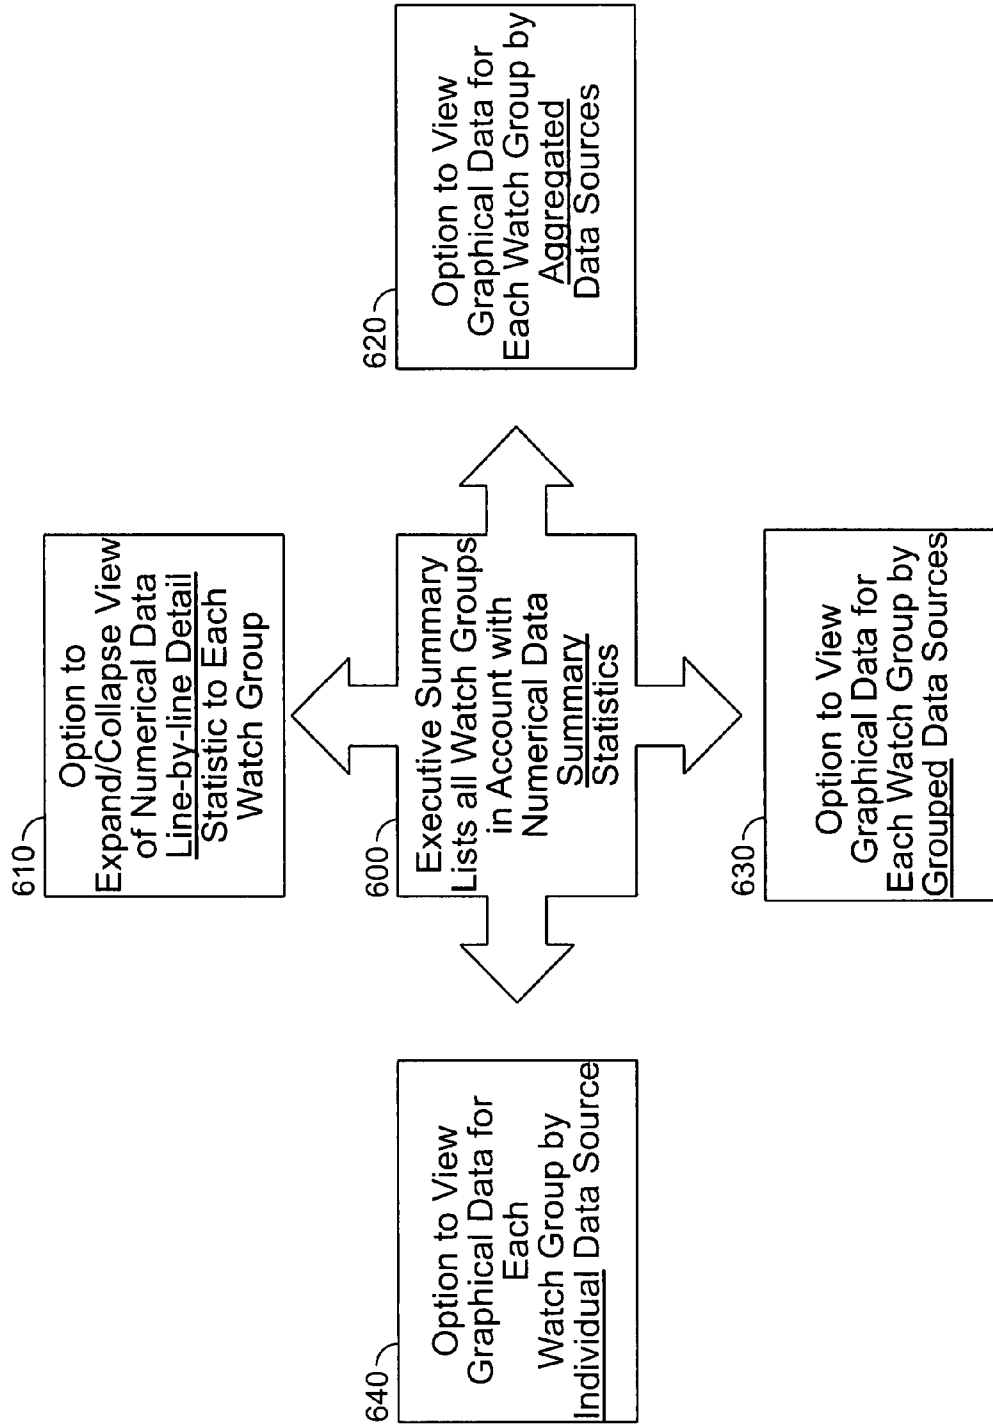 610
Option to
Expand/Collapse View
of Numerical Data
Line-by-line Detail
Statistic to Each
Watch Group
640
Option to View
Graphical Data for
Each
Watch Group by
Individual Data Source
600
Executive Summary
Lists all Watch Groups
in Account with
Numerical Data
Summary
Statistics
620
Option to View
Graphical Data for
Each Watch Group by
Aggregated
Data Sources
630
Option to View
Graphical Data for
Each Watch Group by
Grouped Data Sources